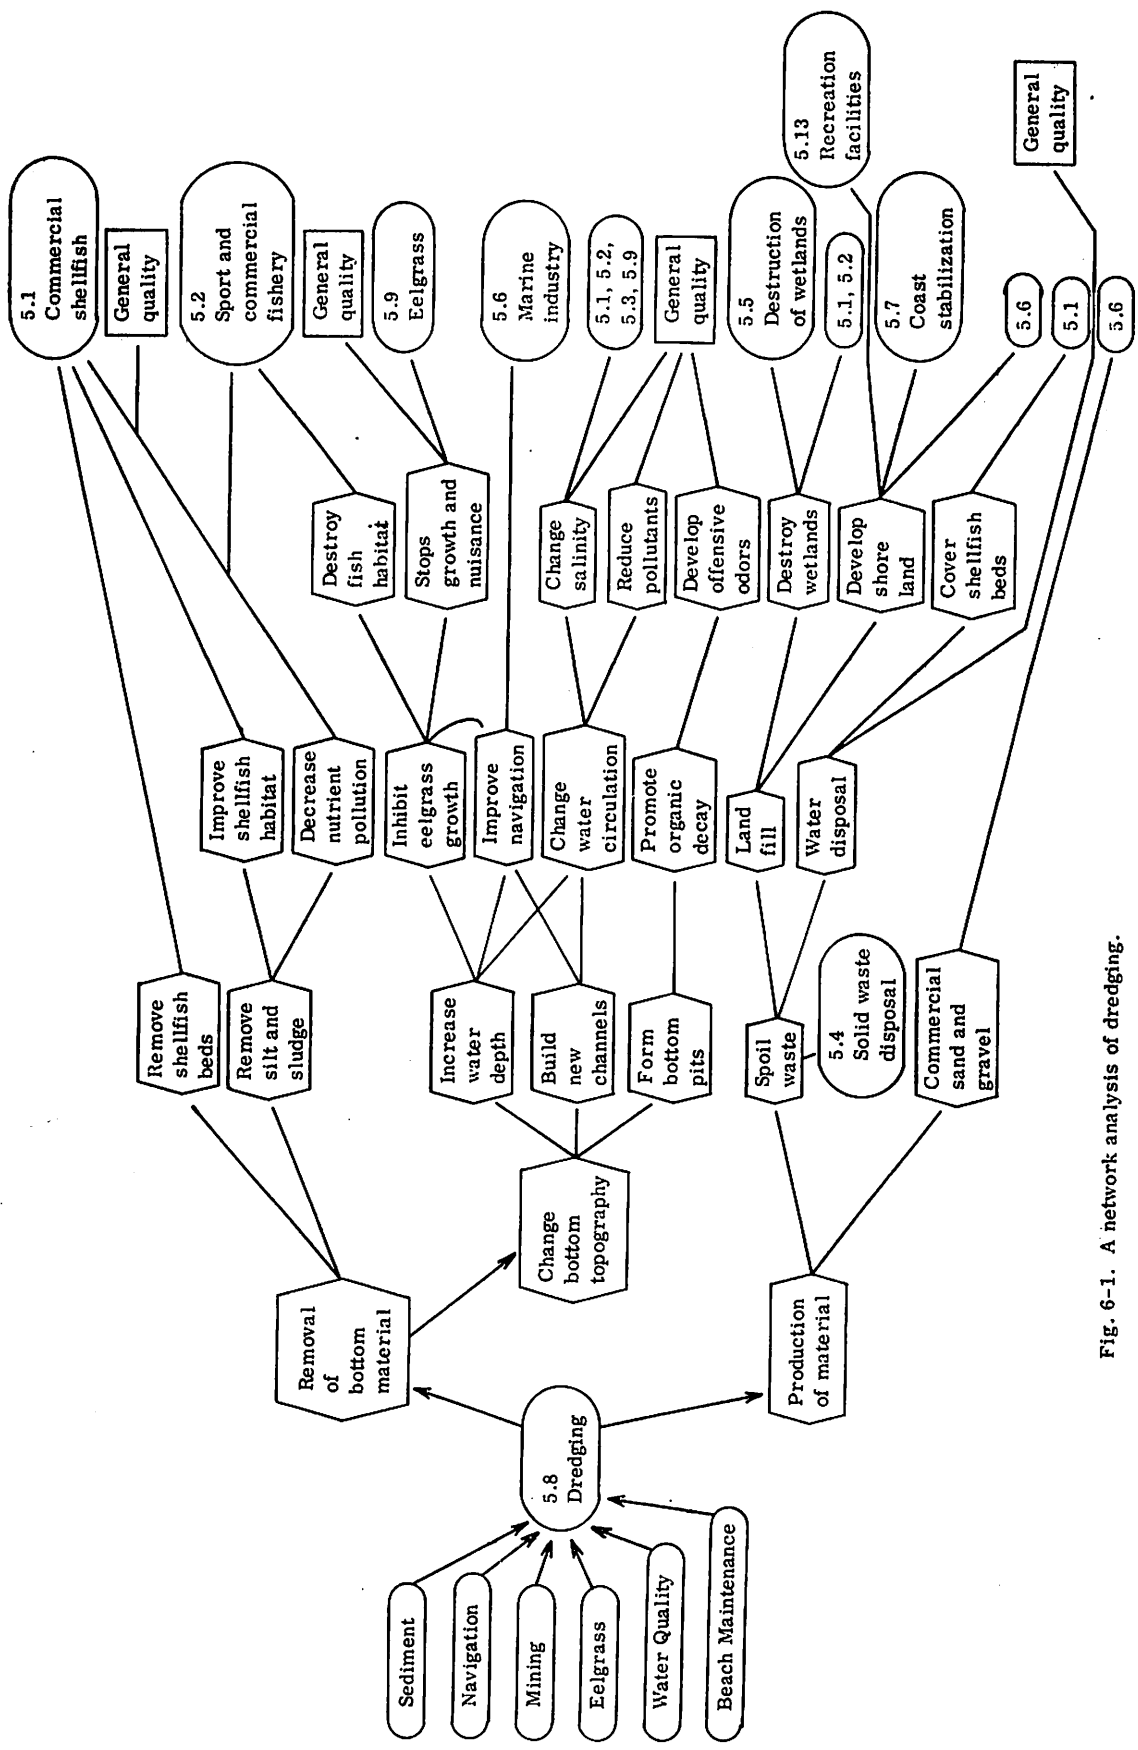 Sediment
Navigation
Mining
Eelgrass
Water Quality
Beach Maintenance
5.8
Dredging
Removal
of
bottom
material
Production
of material
Change
bottom
topography
Remove
shellfish
beds
Remove
silt and
sludge
Increase
water
depth
Build
new
channels
Form
bottom
pits
Spoil
waste
5.4
Solid waste
disposal
Commercial
sand and
gravel
Improve
shellfish
habitat
Decrease
nutrient
pollution
Inhibit
eelgrass
growth
Improve
navigation
Change
water
circulation
Promote
organic
decay
Land
fill
Water
disposal
Destroy
fish
habitat
Stops
growth and
nuisance
Change
salinity
Reduce
pollutants
Develop
offensive
odors
Destroy
wetlands
Develop
shore
land
Cover
shellfish
beds
5.1
Commercial
shellfish
General
quality
5.2
Sport and
commercial
fishery
General
quality
5.9
Eelgrass
5.6
Marine
industry
5.1, 5.2,
5.3, 5.9
General
quality
5.5
Destruction
of wetlands
5.1, 5.2
5.13
Recreation
facilities
5.7
Coast
stabilization
5.6
5.1
5.6
General
quality
Fig. 6-1. A network analysis of dredging.